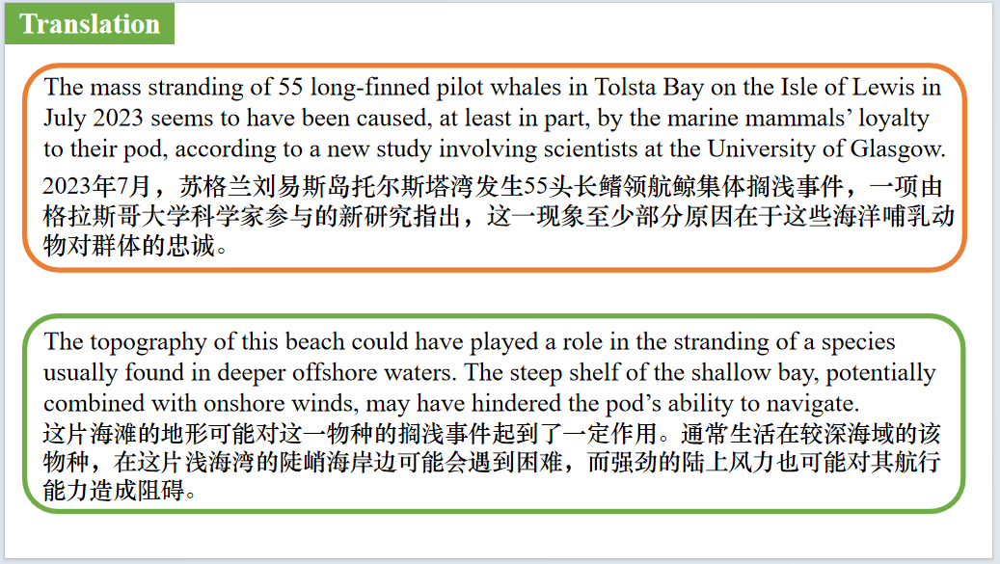 Translation
The mass stranding of 55 long-finned pilot whales in Tolsta Bay on the Isle of Lewis in
July 2023 seems to have been caused, at least in part, by the marine mammals’ loyalty
to their pod, according to a new study involving scientists at the University of Glasgow.
2023年7月，苏格兰刘易斯岛托尔斯塔湾发生55头长鳍领航鲸集体搁浅事件，一项由
格拉斯哥大学科学家参与的新研究指出，这一现象至少部分原因在于这些海洋哺乳动
物对群体的忠诚。
The topography of this beach could have played a role in the stranding of a species
usually found in deeper offshore waters. The steep shelf of the shallow bay, potentially
combined with onshore winds, may have hindered the pod’s ability to navigate.
这片海滩的地形可能对这一物种的搁浅事件起到了一定作用。通常生活在较深海域的该
物种，在这片浅海湾的陡峭海岸边可能会遇到困难，而强劲的陆上风力也可能对其航行
能力造成阻碍。